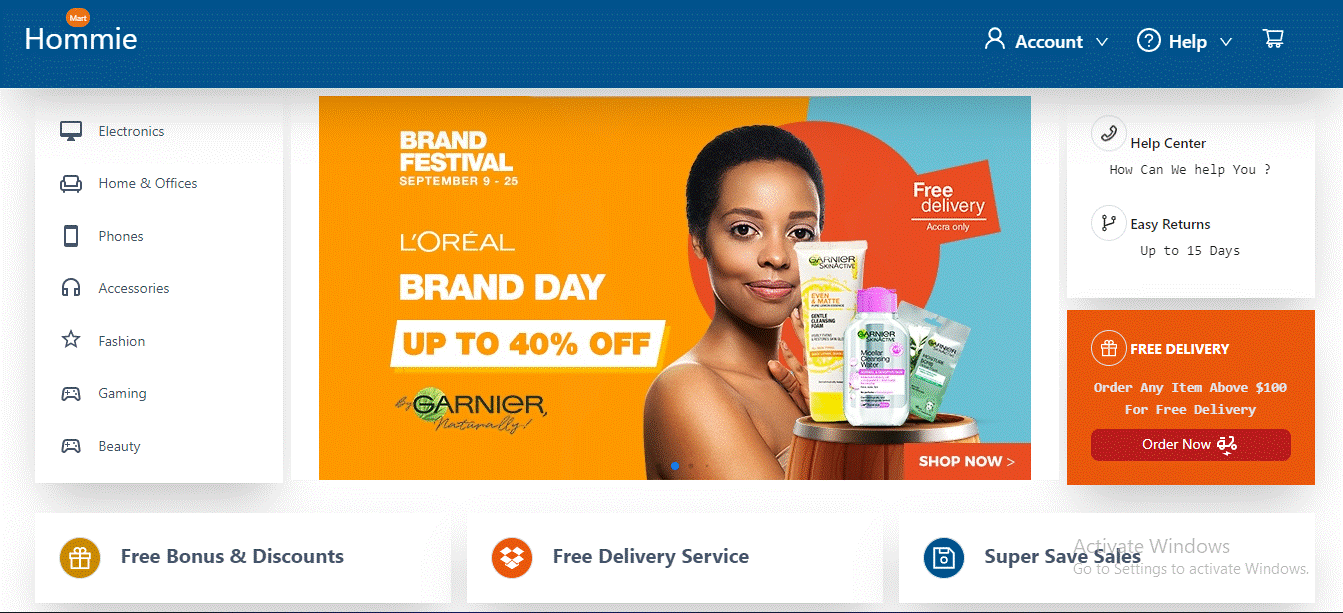 Mart
Hommie
Account
Help
Electronics
Home & Offices
Phones
Accessories
Fashion
Gaming
Beauty
BRAND
FESTIVAL
SEPTEMBER 9 - 25
L'ORÉAL
BRAND DAY
UP TO 40% OFF
by GARNIER,
Naturally!
Free
delivery
Accra only
GARNIER
SKINACTIVE
EVEN
& MATTE
GENTLE
CLEANSING
FOAM
GARNIER
SKINACTIVE
Micellar
Cleansing
Water
GARNIER
SHOP NOW >
Help Center
How Can We help You ?
Easy Returns
Up to 15 Days
FREE DELIVERY
Order Any Item Above $100
For Free Delivery
Order Now
Free Bonus & Discounts
Free Delivery Service
Super Save Sales
Activate Windows
Go to Settings to activate Windows.